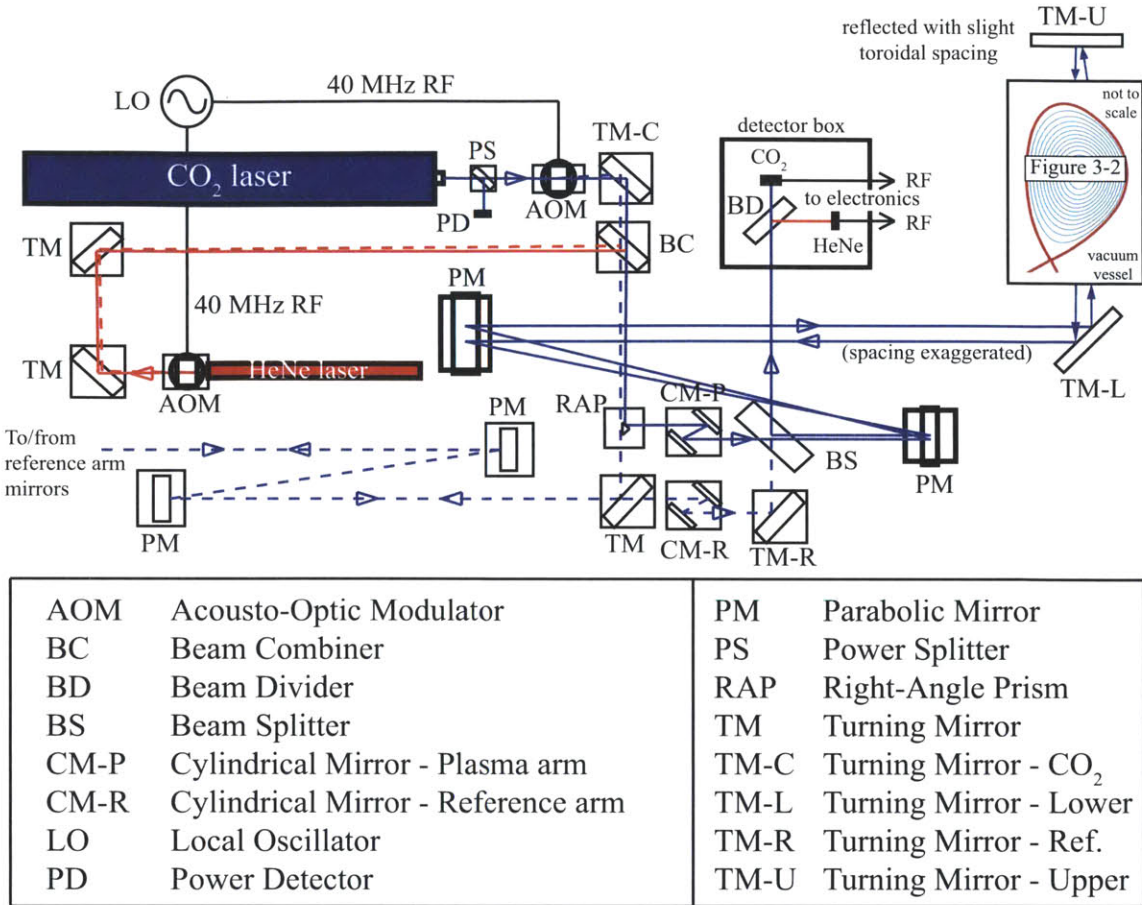 TM-U
reflected with slight
toroidal spacing
40 MHz RF
LO
not to
scale
TM-C
detector box
PS
CO2
Figure 3-2
CO2 laser
RF
BD
to electronics
PD
AOM
RF
HeNe
TM
BC
vacuum
vessel
PM
40 MHz RF
(spacing exaggerated)
TM
HeNe laser
TM-L
AOM
CM-P
PM
RAP
To/from
reference arm
mirrors
BS
PM
PM
TM
CM-R
TM-R
AOM Acousto-Optic Modulator
BC Beam Combiner
BD Beam Divider
BS Beam Splitter
CM-P Cylindrical Mirror - Plasma arm
CM-R Cylindrical Mirror - Reference arm
LO Local Oscillator
PD Power Detector
PM Parabolic Mirror
PS Power Splitter
RAP Right-Angle Prism
TM Turning Mirror
TM-C Turning Mirror - CO2
TM-L Turning Mirror - Lower
TM-R Turning Mirror - Ref.
TM-U Turning Mirror - Upper